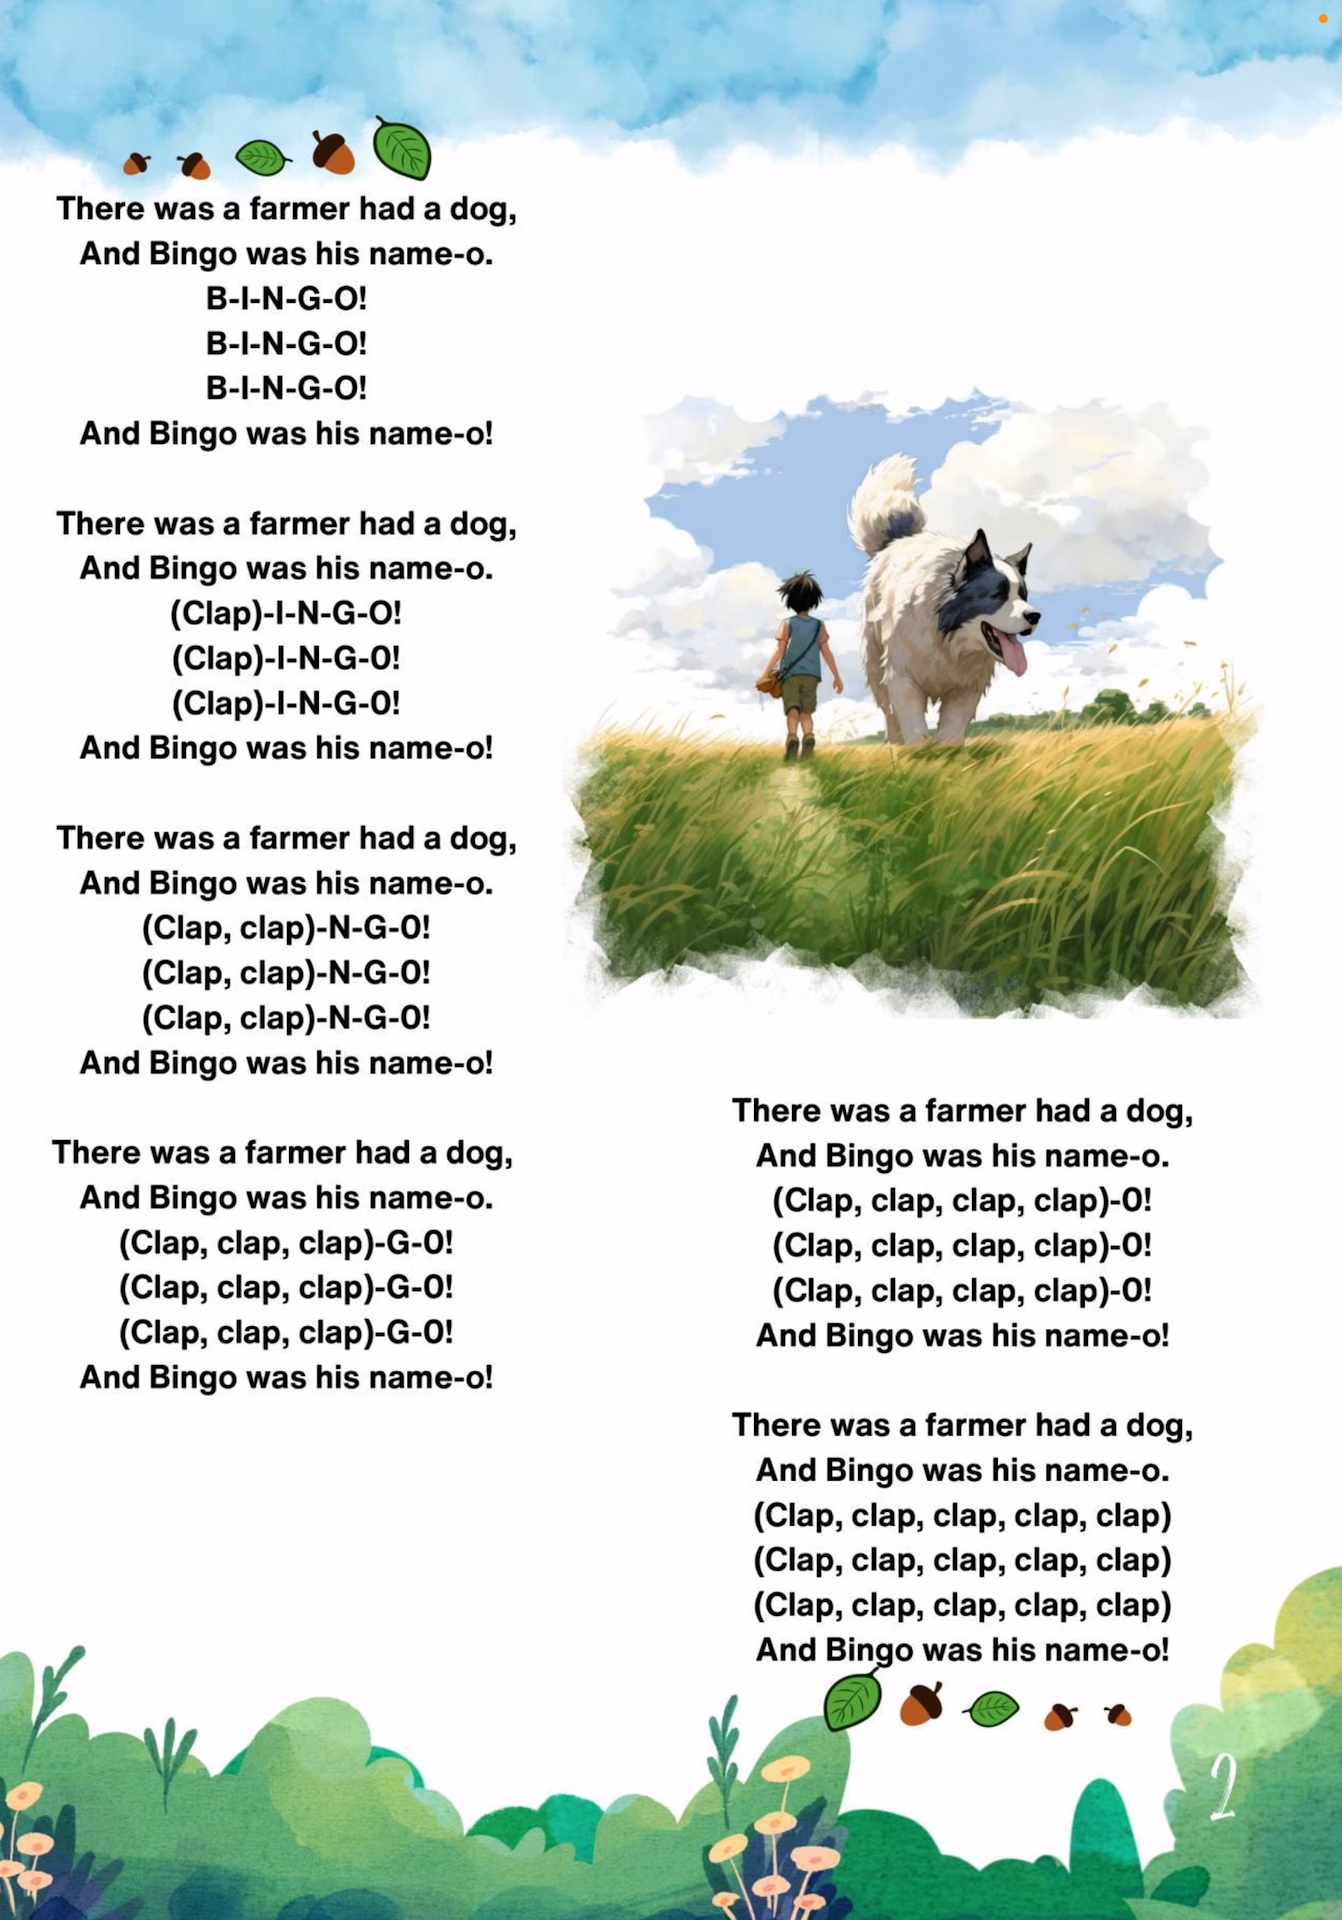 There was a farmer had a dog,
And Bingo was his name-o.
B-I-N-G-O!
B-I-N-G-O!
B-I-N-G-O!
And Bingo was his name-o!
There was a farmer had a dog,
And Bingo was his name-o.
(Clap)-I-N-G-O!
(Clap)-I-N-G-O!
(Clap)-I-N-G-O!
And Bingo was his name-o!
There was a farmer had a dog,
And Bingo was his name-o.
(Clap, clap)-N-G-O!
(Clap, clap)-N-G-O!
(Clap, clap)-N-G-O!
And Bingo was his name-o!
There was a farmer had a dog,
And Bingo was his name-o.
(Clap, clap, clap)-G-O!
(Clap, clap, clap)-G-O!
(Clap, clap, clap)-G-O!
And Bingo was his name-o!
There was a farmer had a dog,
And Bingo was his name-o.
(Clap, clap, clap, clap)-O!
(Clap, clap, clap, clap)-O!
(Clap, clap, clap, clap)-O!
And Bingo was his name-o!
There was a farmer had a dog,
And Bingo was his name-o.
(Clap, clap, clap, clap, clap)
(Clap, clap, clap, clap, clap)
(Clap, clap, clap, clap, clap)
And Bingo was his name-o!
2